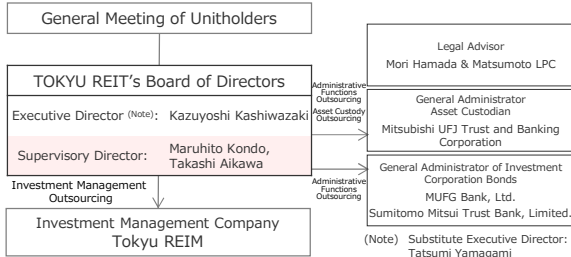 General Meeting of Unitholders
TOKYU REIT's Board of Directors
Executive Director (Note): Kazuyoshi Kashiwazaki
Supervisory Director: Maruhito Kondo,
Takashi Aikawa
Investment Management
Outsourcing
Investment Management Company
Tokyu REIM
Administrative
Functions
Outsourcing
Asset Custody
Outsourcing
Administrative
Functions
Outsourcing
Legal Advisor
Mori Hamada & Matsumoto LPC
General Administrator
Asset Custodian
Mitsubishi UFJ Trust and Banking
Corporation
General Administrator of Investment
Corporation Bonds
MUFG Bank, Ltd.
Sumitomo Mitsui Trust Bank, Limited.
(Note) Substitute Executive Director:
Tatsumi Yamagami